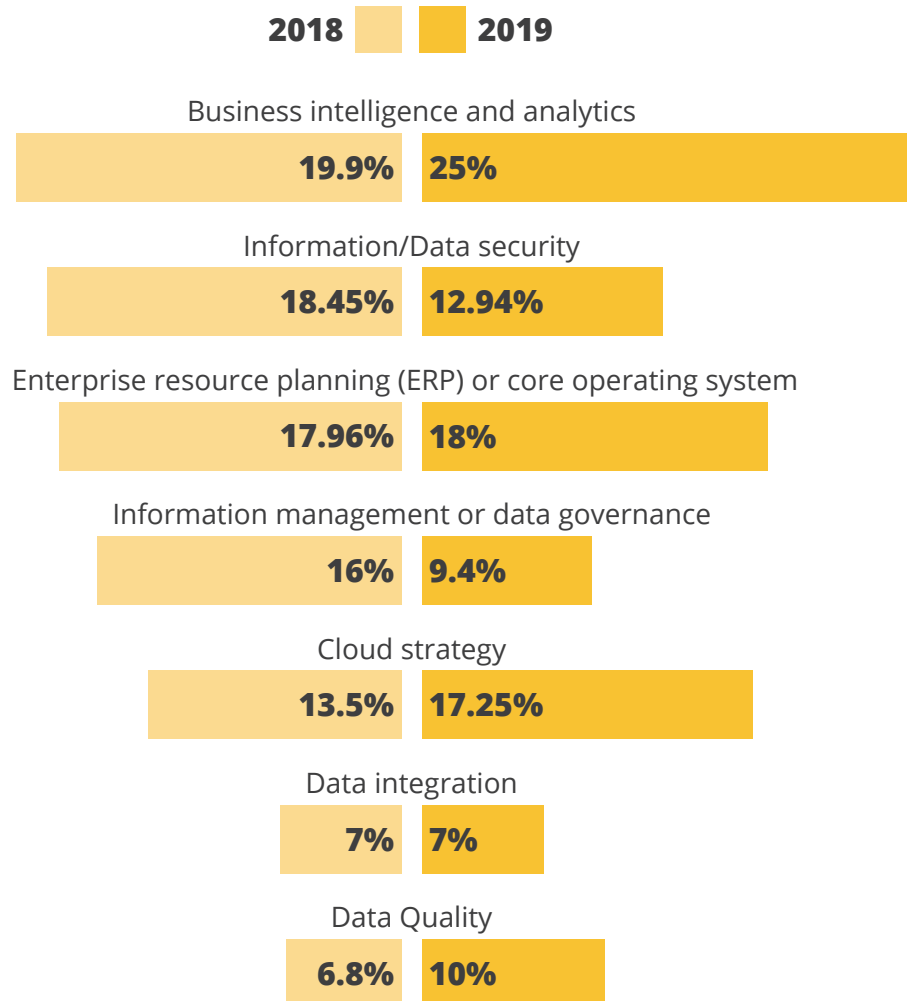 2018 2019
Business intelligence and analytics
19.9% 25%
Information/Data security
18.45% 12.94%
Enterprise resource planning (ERP) or core operating system
17.96% 18%
Information management or data governance
16% 9.4%
Cloud strategy
13.5% 17.25%
Data integration
7% 7%
Data Quality
6.8% 10%